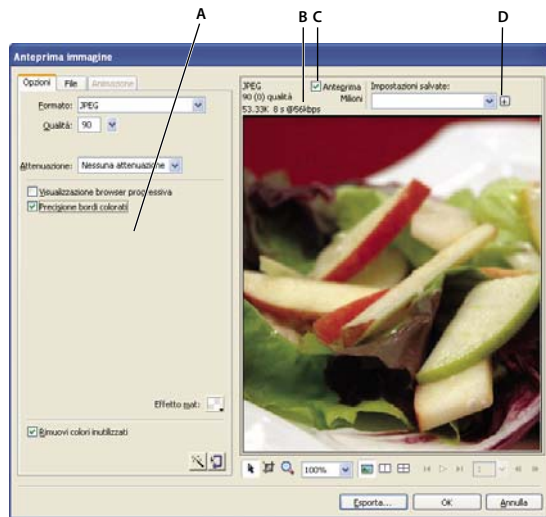 A
B C
D
Anteprima immagine
Opzioni File Animazione
Formato: JPEG
Qualità: 90
Attenuazione: Nessuna attenuazione
Visualizzazione browser progressiva
Precisione bordi colorati
Effetto mat:
Rimuovi colori inutilizzati
JPEG
90 (0) qualità
53.33K 8 s @56kbps
Anteprima
Milioni
Impostazioni salvate:
100%
1
Esporta... OK Annulla